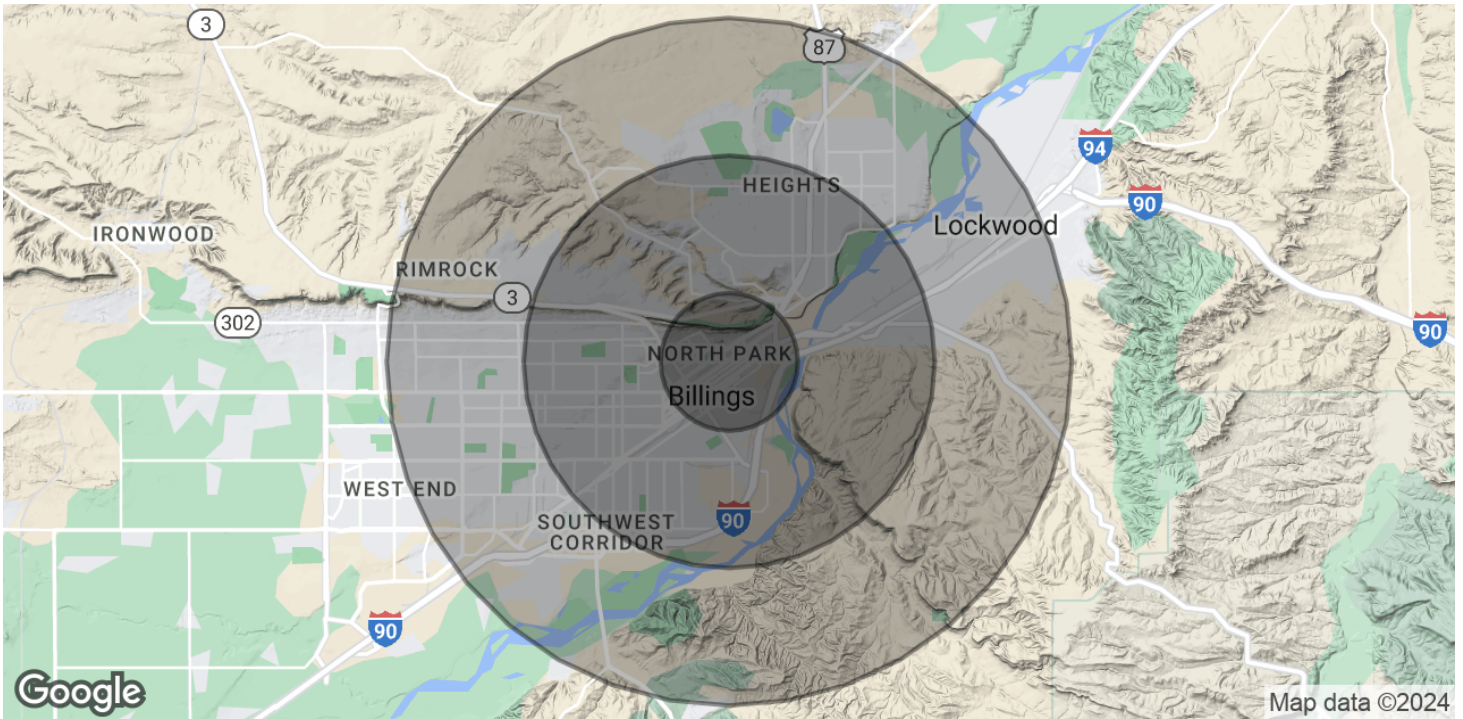 3
87
94
90
HEIGHTS
Lockwood
IRONWOOD
RIMROCK
3
302
90
NORTH PARK
Billings
WEST END
SOUTHWEST
CORRIDOR
90
90
Google
Map data ©2024